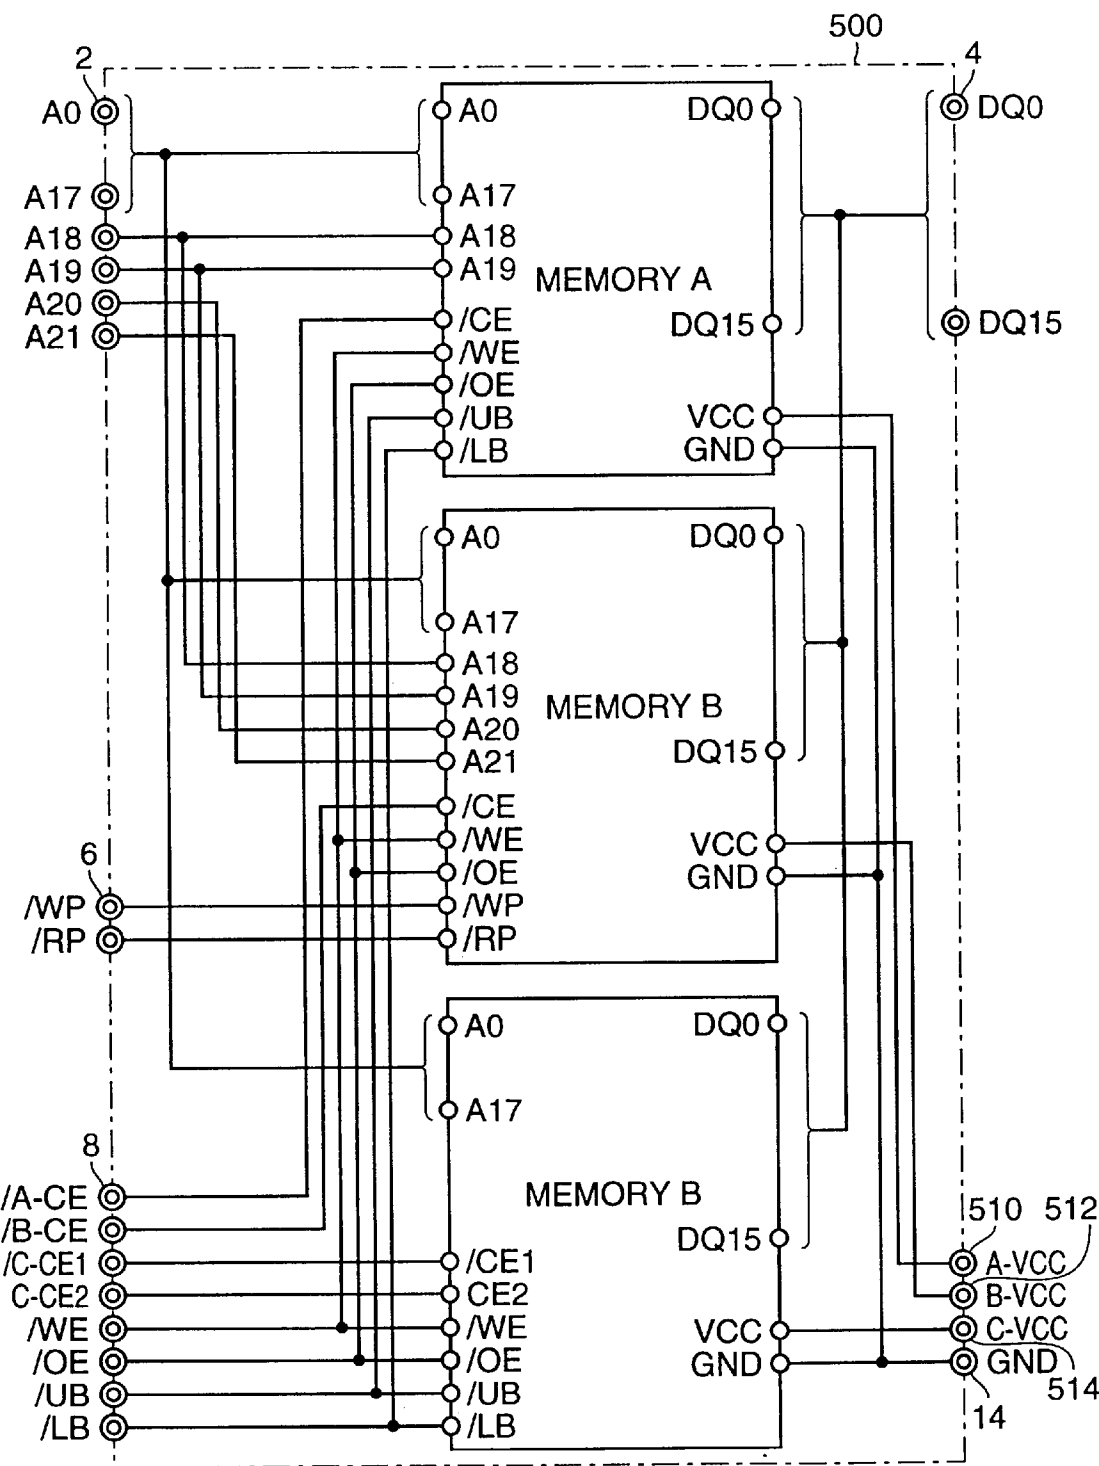 500
2
4
A0
A0
DQ0
DQ0
A17
A17
A18
A18
A19
A19
MEMORY A
A20
A21
/CE
DQ15
DQ15
/WE
/OE
/UB
VCC
/LB
GND
A0
DQ0
A17
A18
A19
MEMORY B
A20
DQ15
A21
/CE
/WE
VCC
6
/OE
GND
/WP
/WP
/RP
/RP
A0
DQ0
A17
8
MEMORY B
/A-CE
510
512
/B-CE
DQ15
/C-CE1
/CE1
A-VCC
C-CE2
CE2
B-VCC
/WE
/WE
VCC
C-VCC
/OE
/OE
GND
GND
514
/UB
/UB
14
/LB
/LB